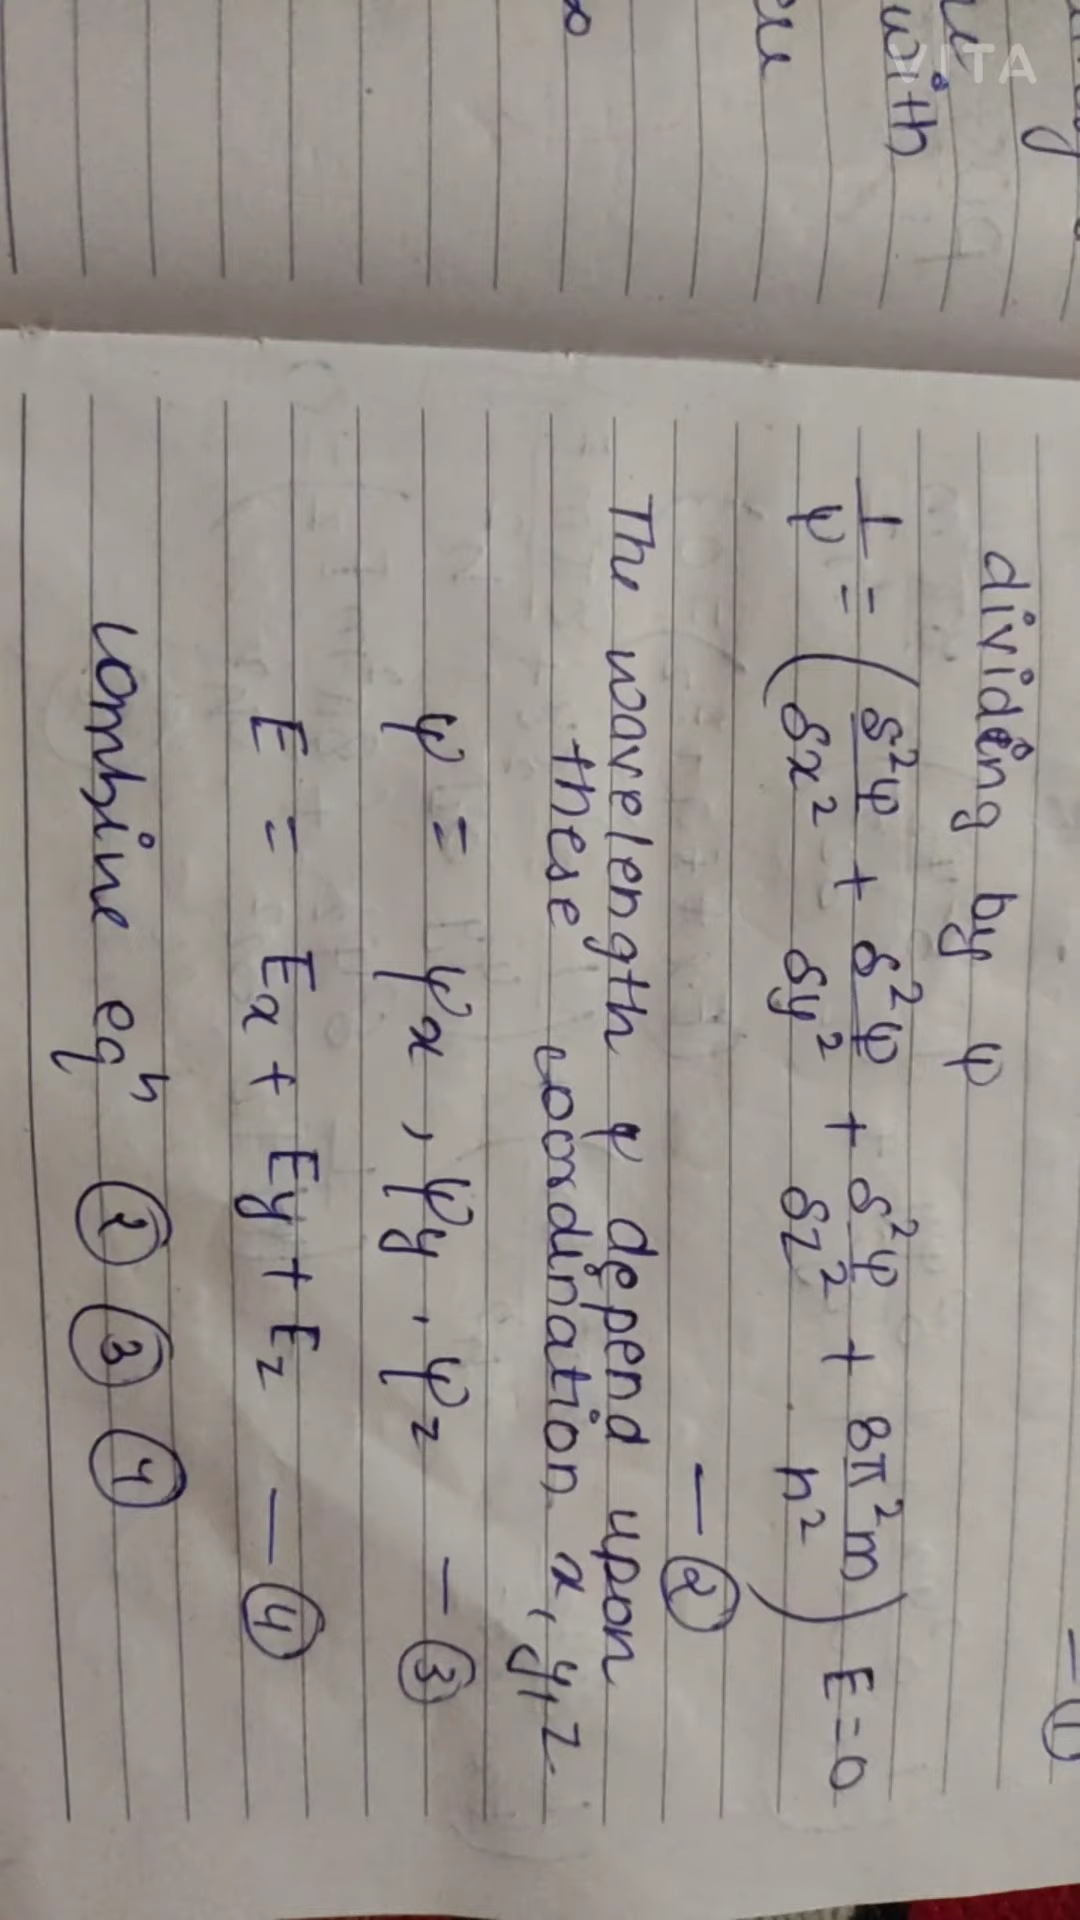 VITA
with
dividing by ψ
1/ψ = (δ²ψ/δx² + δ²ψ/δy² + δ²ψ/δz² + 8π²m/h²) E=0
— ②
The wavelength ψ depend upon
these coordination x, y, z
ψ = ψx, ψy, ψz — ③
E = Ex + Ey + Ez — ④
combine eqⁿ ② ③ ④
— ①